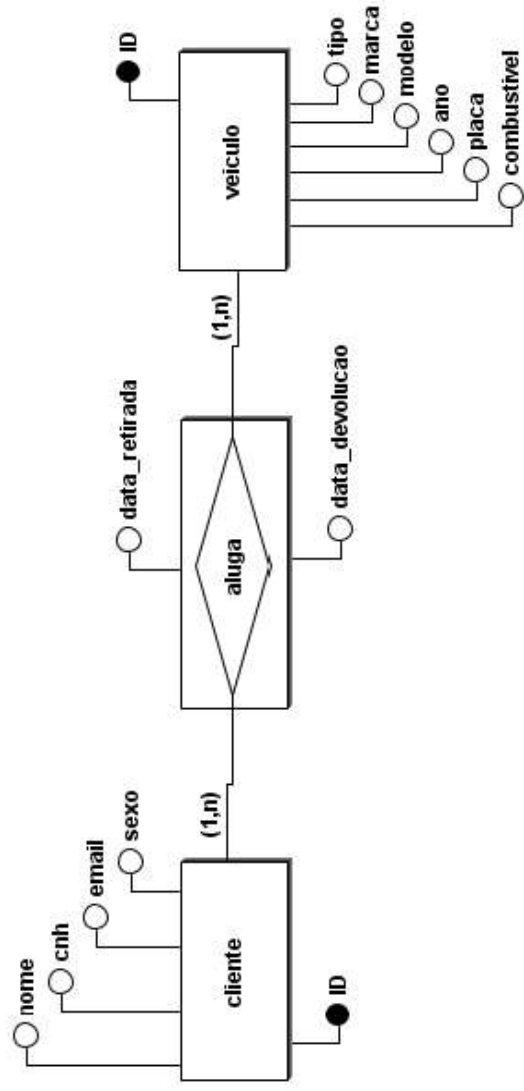 nome
cnh
email
sexo
cliente
ID
(1,n)
data_retirada
aluga
data_devolucao
(1,n)
ID
veiculo
tipo
marca
modelo
ano
placa
combustivel